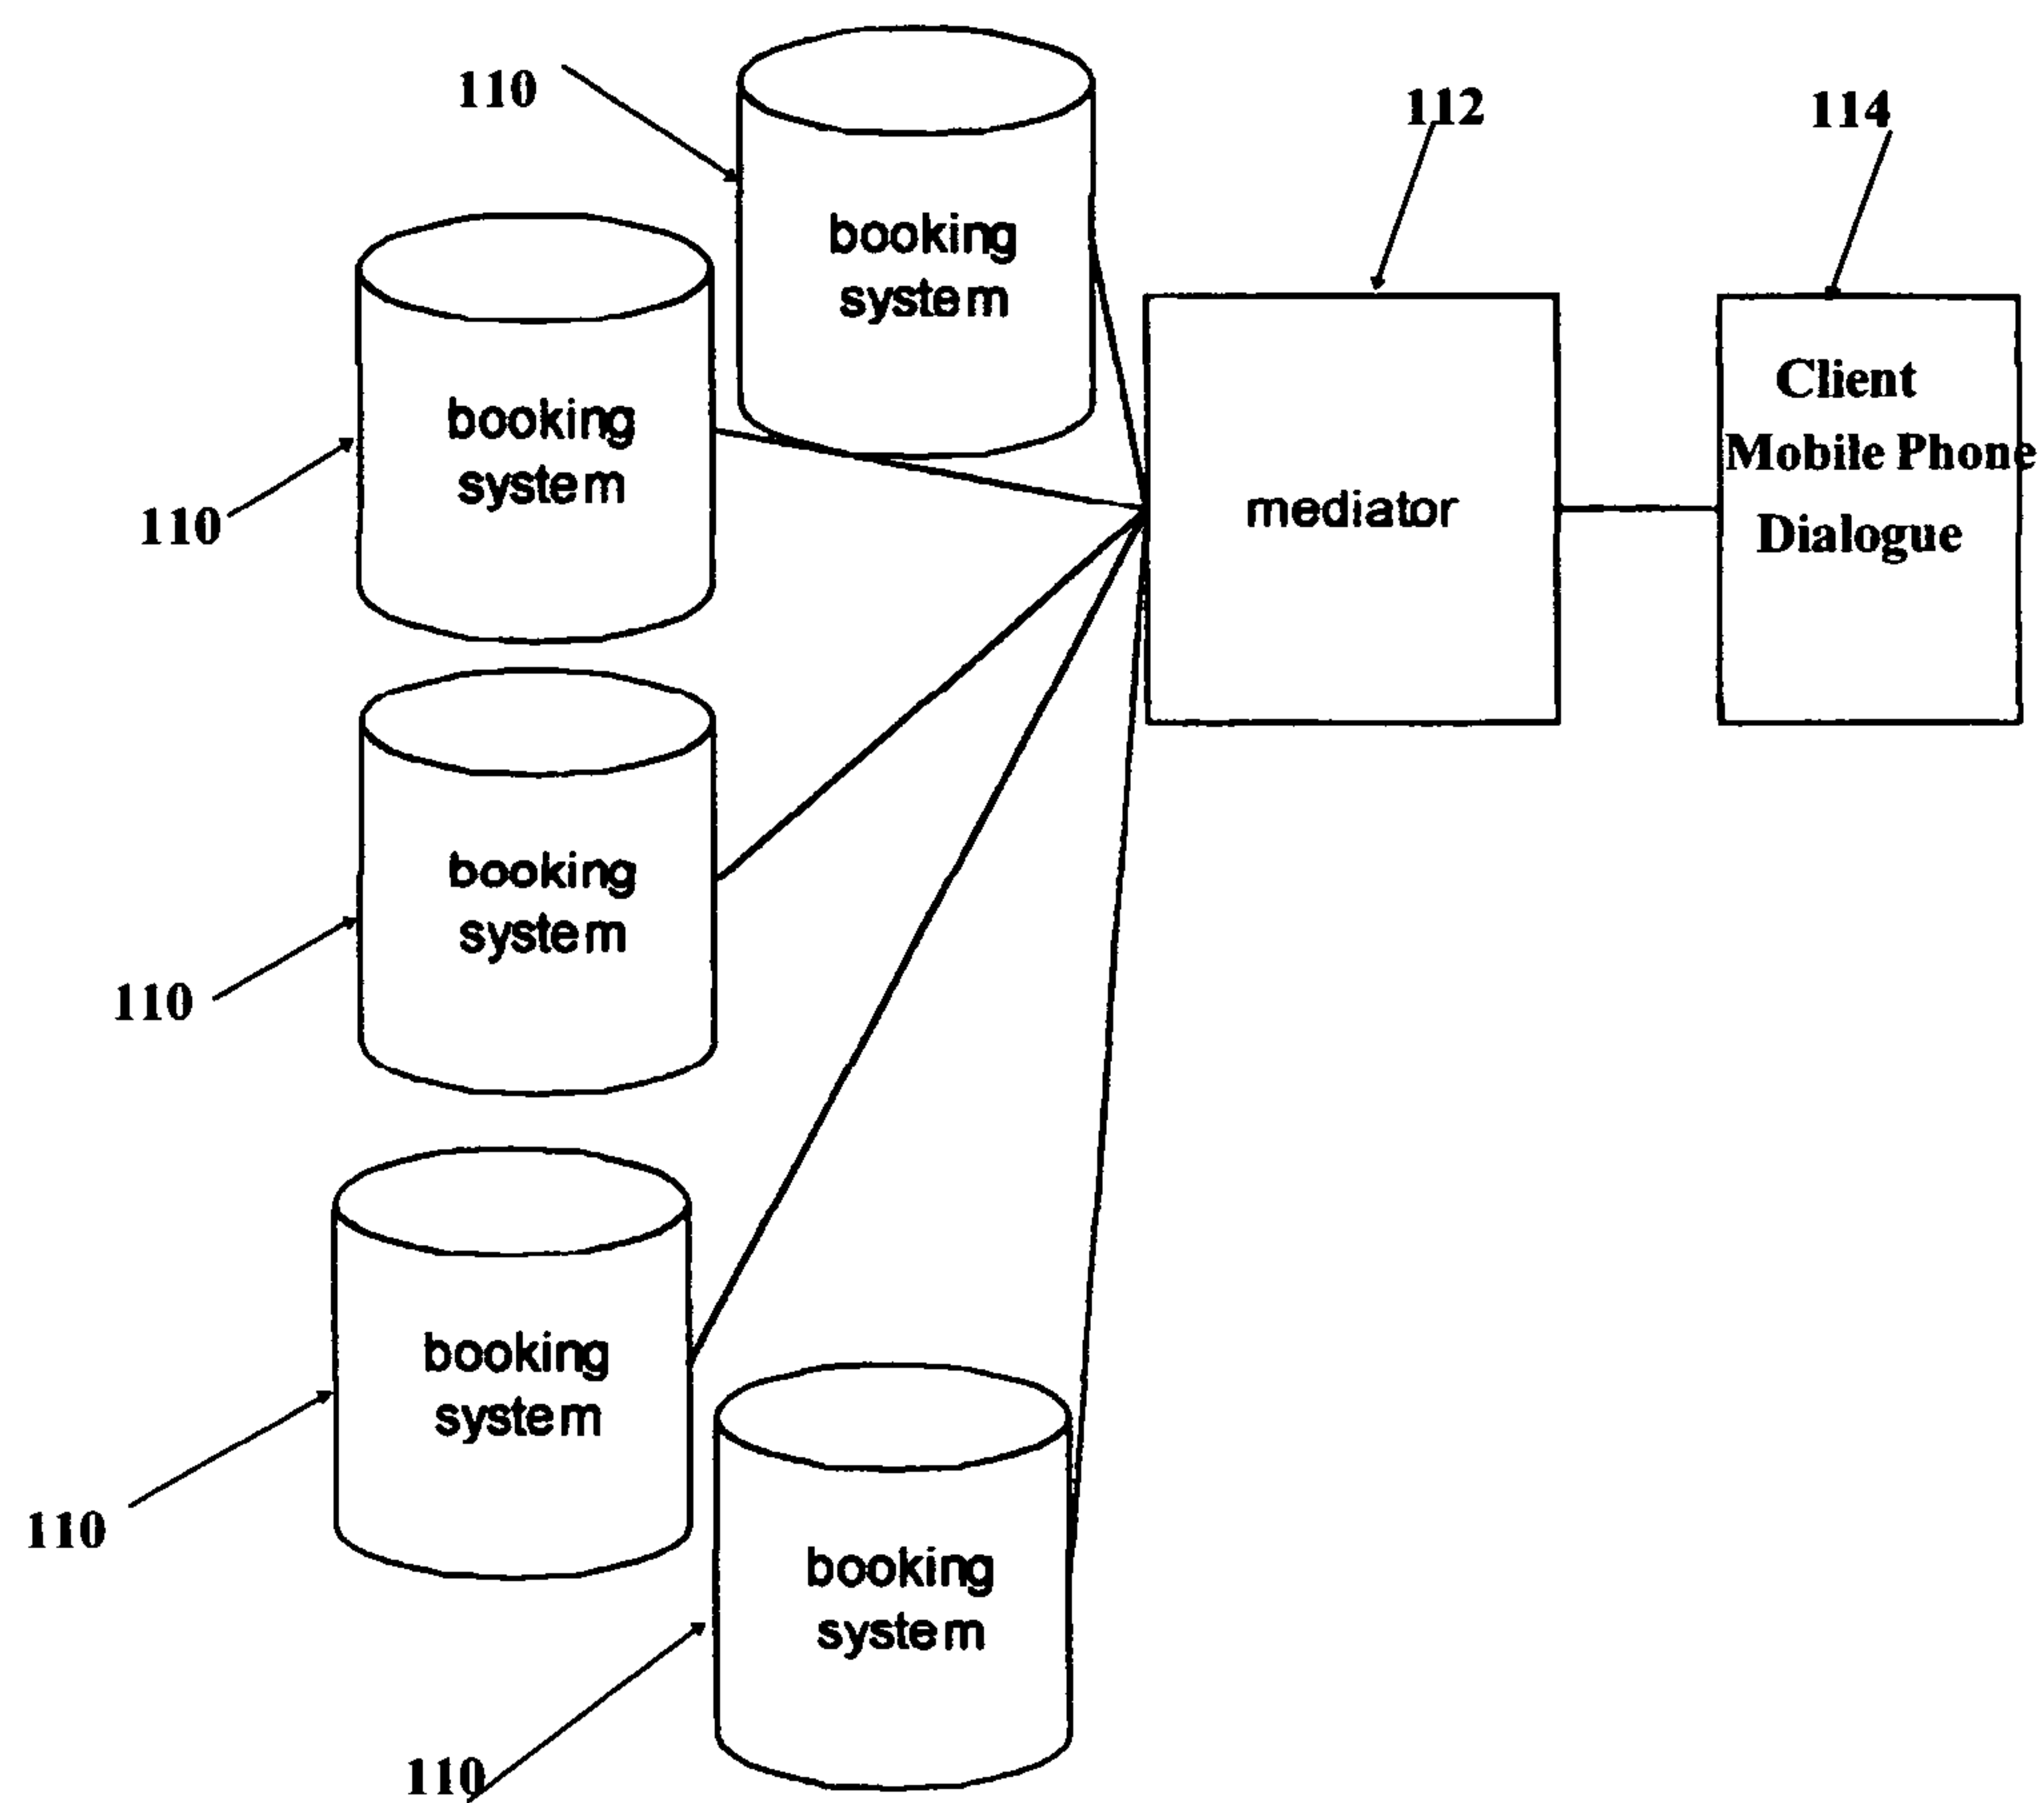 110
112
114
booking
system
booking
system
110
Client
Mobile Phone
Dialogue
mediator
booking
system
110
booking
system
110
booking
system
110